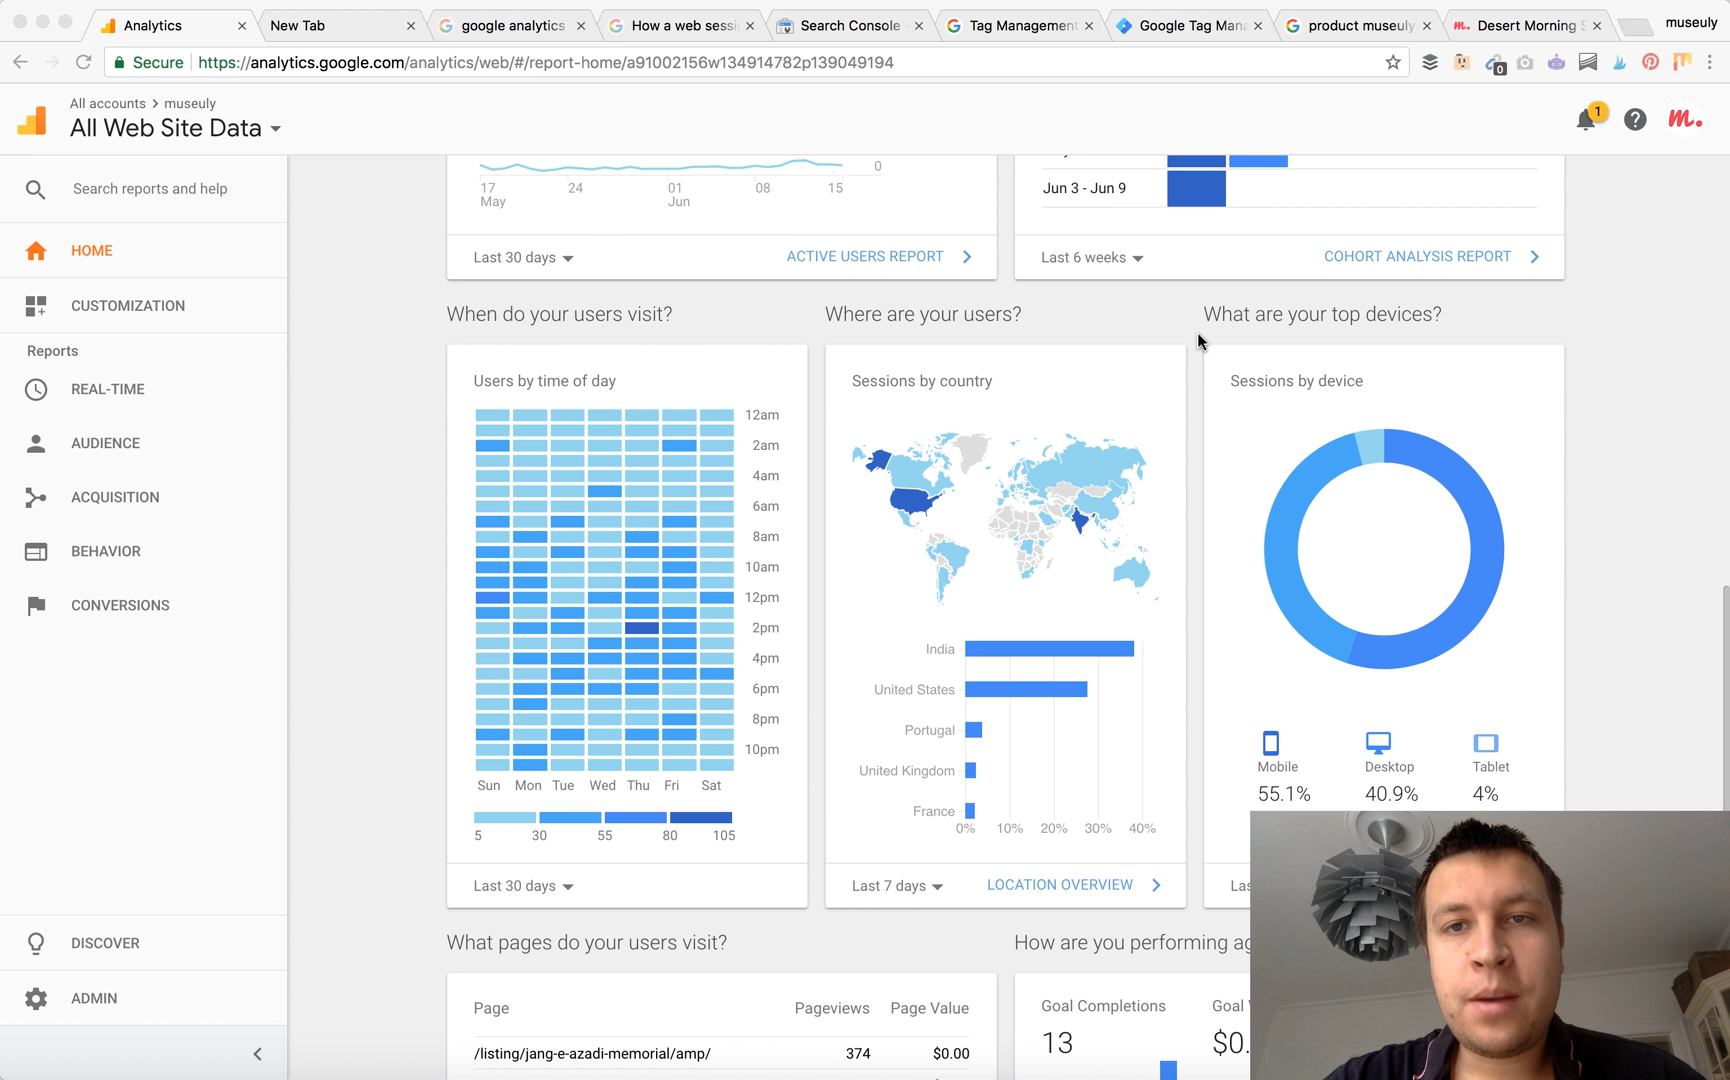 Analytics
New Tab
google analytics
How a web sessi
Search Console
Tag Management
Google Tag Mana
product museuly
Desert Morning S
museuly
Secure
https://analytics.google.com/analytics/web/#/report-home/a91002156w134914782p139049194
0
All accounts > museuly
All Web Site Data
1
m.
Search reports and help
HOME
CUSTOMIZATION
Reports
REAL-TIME
AUDIENCE
ACQUISITION
BEHAVIOR
CONVERSIONS
DISCOVER
ADMIN
0
17 24 01 08 15
May Jun
Last 30 days
ACTIVE USERS REPORT
Jun 3 - Jun 9
Last 6 weeks
COHORT ANALYSIS REPORT
When do your users visit?
Users by time of day
12am
2am
4am
6am
8am
10am
12pm
2pm
4pm
6pm
8pm
10pm
Sun Mon Tue Wed Thu Fri Sat
5 30 55 80 105
Last 30 days
Where are your users?
Sessions by country
India
United States
Portugal
United Kingdom
France
0% 10% 20% 30% 40%
Last 7 days
LOCATION OVERVIEW
What are your top devices?
Sessions by device
Mobile Desktop Tablet
55.1% 40.9% 4%
Las
What pages do your users visit?
Page Pageviews Page Value
/listing/jang-e-azadi-memorial/amp/ 374 $0.00
How are you performing ag
Goal Completions Goal V
13 $0.